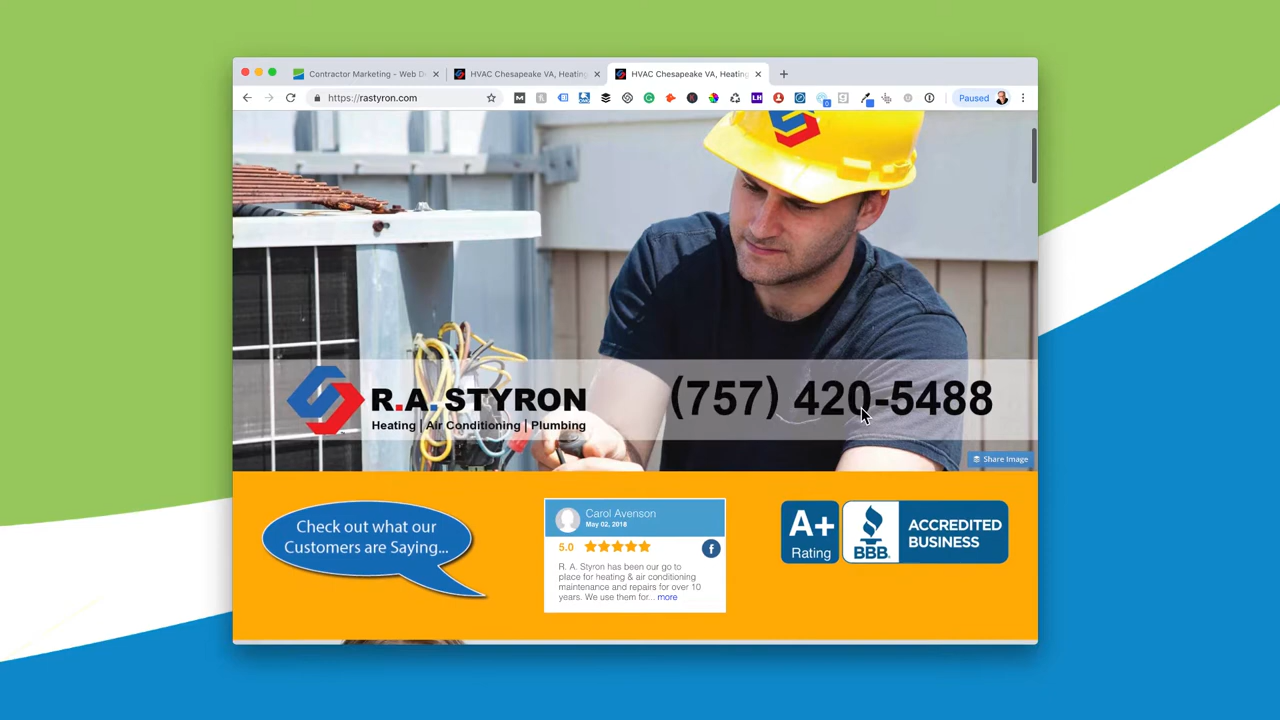 Contractor Marketing - Web D
HVAC Chesapeake VA, Heating
HVAC Chesapeake VA, Heating
https://rastyron.com
LH
Paused
R.A.STYRON
Heating | Air Conditioning | Plumbing
(757) 420-5488
Share Image
Check out what our
Customers are Saying...
Carol Avenson
May 02, 2018
5.0
R. A. Styron has been our go to
place for heating & air conditioning
maintenance and repairs for over 10
years. We use them for... more
A+
Rating
BBB.
ACCREDITED
BUSINESS